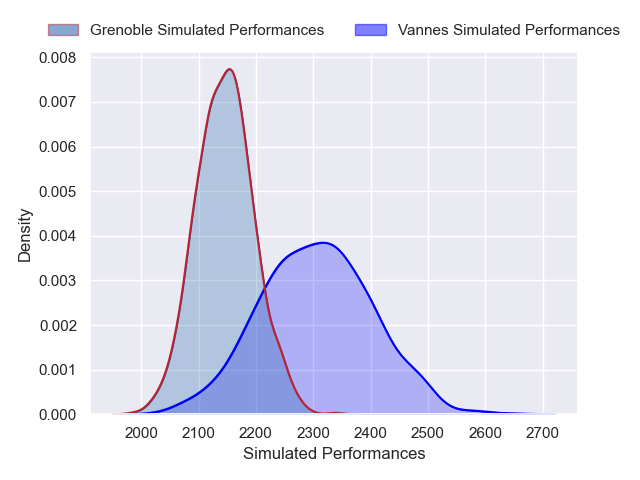 Grenoble Simulated Performances Vannes Simulated Performances
0.008
0.007
0.006
0.005
0.004
0.003
0.002
0.001
0.000
Density
2000 2100 2200 2300 2400 2500 2600 2700
Simulated Performances